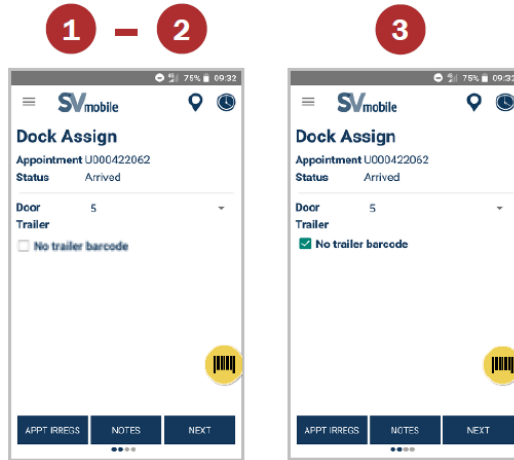 1 – 2
75% 09:32
SVmobile
Dock Assign
Appointment U000422062
Status Arrived
Door 5
Trailer
No trailer barcode
APPT IRREGS NOTES NEXT
3
75% 09:32
SVmobile
Dock Assign
Appointment U000422062
Status Arrived
Door 5
Trailer
No trailer barcode
APPT IRREGS NOTES NEXT